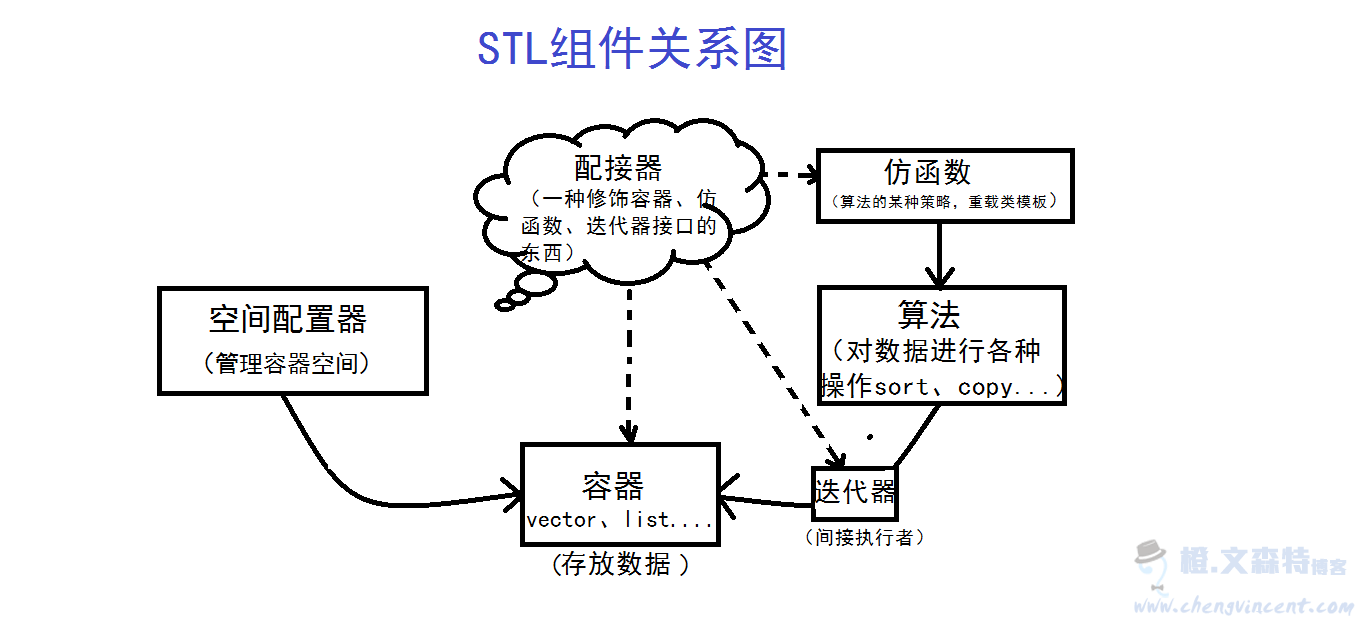 STL组件关系图
配接器
（一种修饰容器、仿
函数、迭代器接口的
东西）
仿函数
（算法的某种策略，重载类模板）
空间配置器
（管理容器空间）
算法
（对数据进行各种
操作sort、copy...）
容器
vector、list....
（存放数据 ）
迭代器
（间接执行者）
橙.文森特博客
www.chengvincent.com